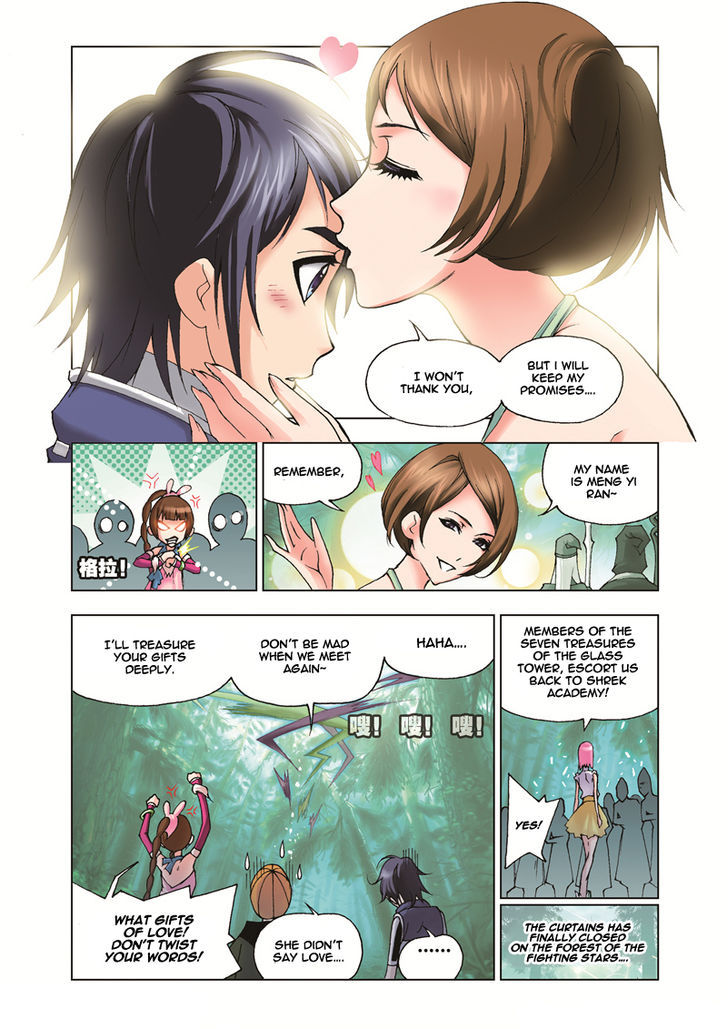 I WON'T
THANK YOU,
BUT I WILL
KEEP MY
PROMISES....
格拉!
REMEMBER,
MY NAME
IS MENG YI
RAN~
I'LL TREASURE
YOUR GIFTS
DEEPLY.
DON'T BE MAD
WHEN WE MEET
AGAIN~
HAHA....
嗖! 嗖! 嗖!
WHAT GIFTS
OF LOVE!
DON'T TWIST
YOUR WORDS!
SHE DIDN'T
SAY LOVE....
......
MEMBERS OF THE
SEVEN TREASURES
OF THE GLASS
TOWER, ESCORT US
BACK TO SHREK
ACADEMY!
YES!
THE CURTAINS HAS
FINALLY CLOSED
ON THE FOREST OF THE
FIGHTING STARS....